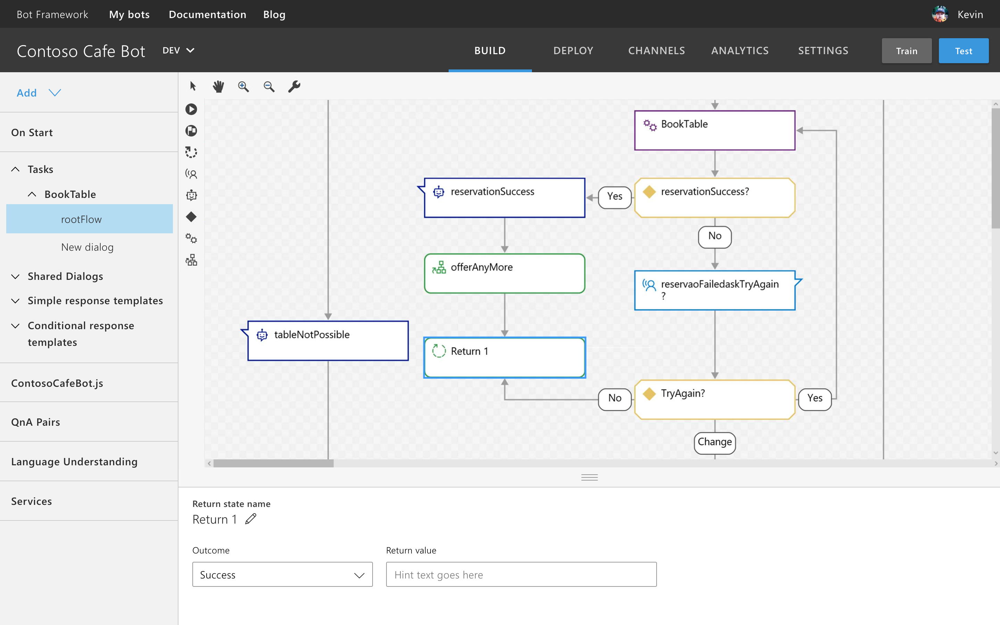 Bot Framework My bots Documentation Blog Kevin
Contoso Cafe Bot DEV BUILD DEPLOY CHANNELS ANALYTICS SETTINGS Train Test
Add
On Start
Tasks
BookTable
rootFlow
New dialog
Shared Dialogs
Simple response templates
Conditional response
templates
ContosoCafeBot.js
QnA Pairs
Language Understanding
Services
BookTable
reservationSuccess
Yes
reservationSuccess?
No
offerAnyMore
reservaoFailedaskTryAgain
?
tableNotPossible
Return 1
No
TryAgain?
Yes
Change
Return state name
Return 1
Outcome
Success
Return value
Hint text goes here